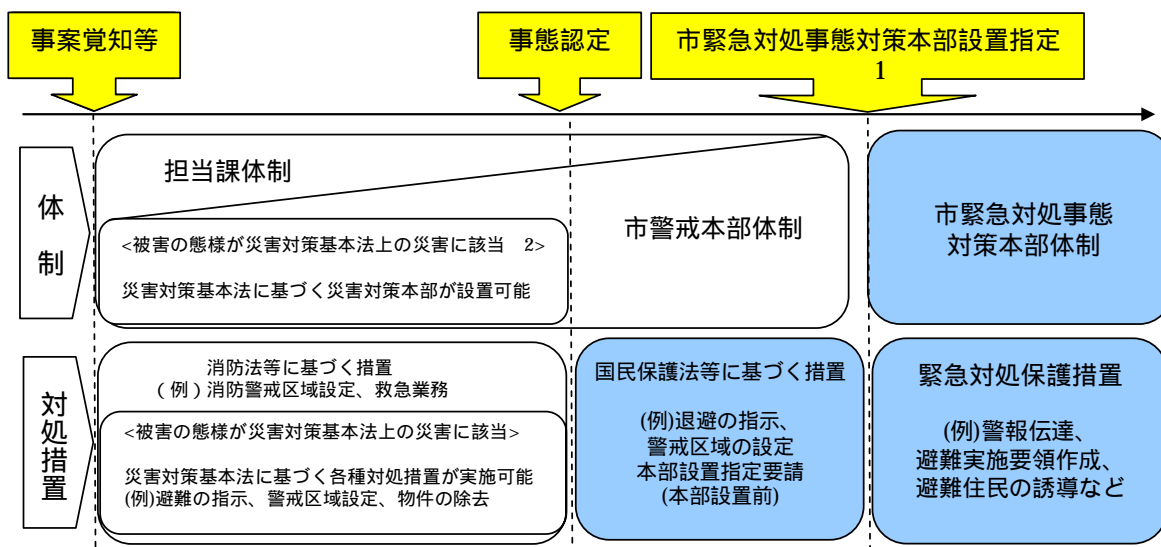 事案覚知等
事態認定
市緊急対処事態対策本部設置指定
1
体
制
担当課体制
<被害の態様が災害対策基本法上の災害に該当　2>
災害対策基本法に基づく災害対策本部が設置可能
市警戒本部体制
市緊急対処事態
対策本部体制
対
処
措
置
消防法等に基づく措置
(例)消防警戒区域設定、救急業務
<被害の態様が災害対策基本法上の災害に該当>
災害対策基本法に基づく各種対処措置が実施可能
(例)避難の指示、警戒区域設定、物件の除去
国民保護法等に基づく措置
(例)退避の指示、
警戒区域の設定
本部設置指定要請
(本部設置前)
緊急対処保護措置
(例)警報伝達、
避難実施要領作成、
避難住民の誘導など